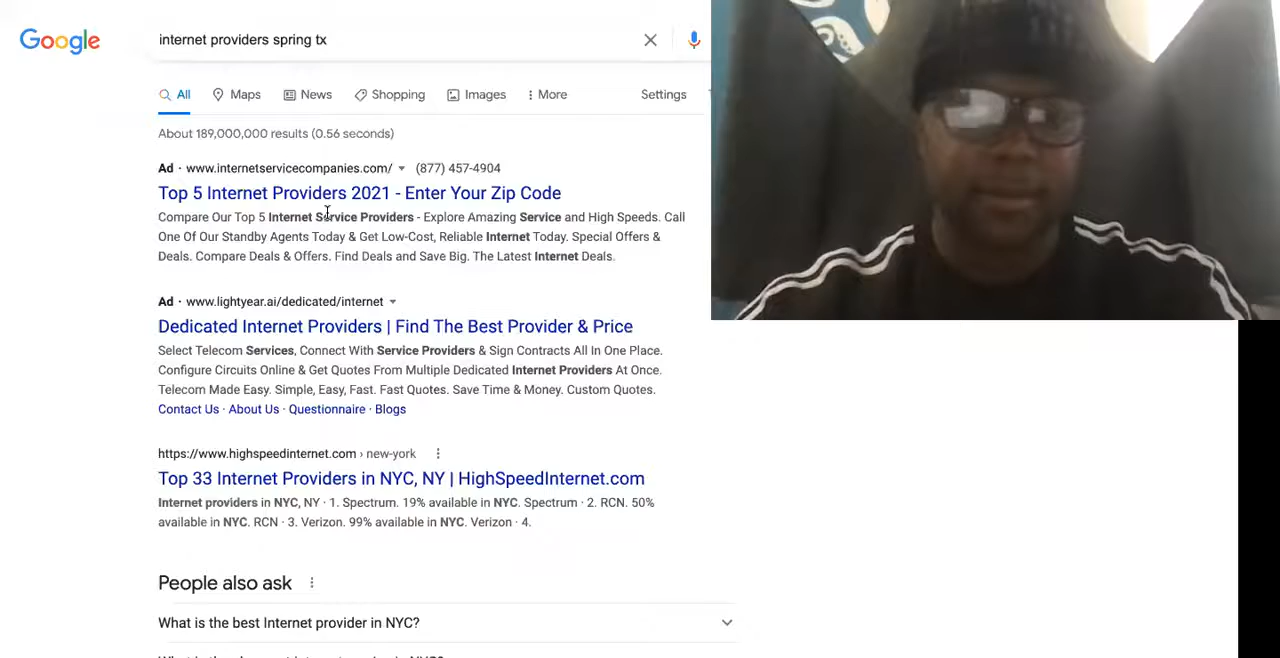 Google
internet providers spring tx
All Maps News Shopping Images More Settings
About 189,000,000 results (0.56 seconds)
Ad · www.internetservicecompanies.com/ (877) 457-4904
Top 5 Internet Providers 2021 - Enter Your Zip Code
Compare Our Top 5 Internet Service Providers - Explore Amazing Service and High Speeds. Call
One Of Our Standby Agents Today & Get Low-Cost, Reliable Internet Today. Special Offers &
Deals. Compare Deals & Offers. Find Deals and Save Big. The Latest Internet Deals.
Ad · www.lightyear.ai/dedicated/internet
Dedicated Internet Providers | Find The Best Provider & Price
Select Telecom Services, Connect With Service Providers & Sign Contracts All In One Place.
Configure Circuits Online & Get Quotes From Multiple Dedicated Internet Providers At Once.
Telecom Made Easy. Simple, Easy, Fast. Fast Quotes. Save Time & Money. Custom Quotes.
Contact Us · About Us · Questionnaire · Blogs
https://www.highspeedinternet.com › new-york
Top 33 Internet Providers in NYC, NY | HighSpeedInternet.com
Internet providers in NYC, NY · 1. Spectrum. 19% available in NYC. Spectrum · 2. RCN. 50%
available in NYC. RCN · 3. Verizon. 99% available in NYC. Verizon · 4.
People also ask
What is the best Internet provider in NYC?